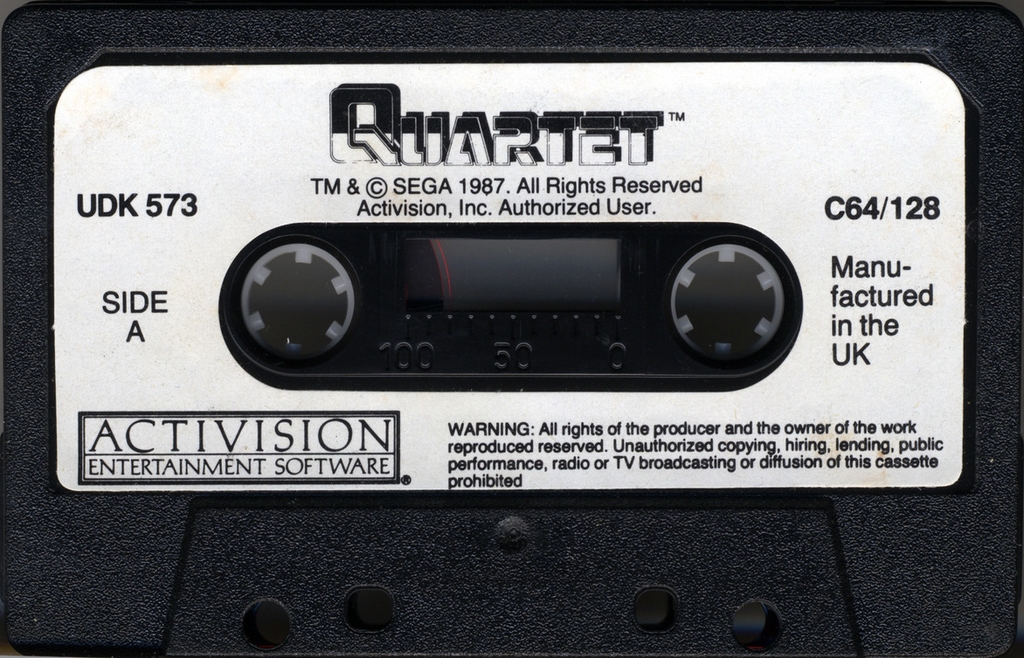 QUARTET™
TM & © SEGA 1987. All Rights Reserved
Activision, Inc. Authorized User.
UDK 573
C64/128
SIDE
A
Manu-
factured
in the
UK
100 50 0
ACTIVISION
ENTERTAINMENT SOFTWARE®
WARNING: All rights of the producer and the owner of the work
reproduced reserved. Unauthorized copying, hiring, lending, public
performance, radio or TV broadcasting or diffusion of this cassette
prohibited